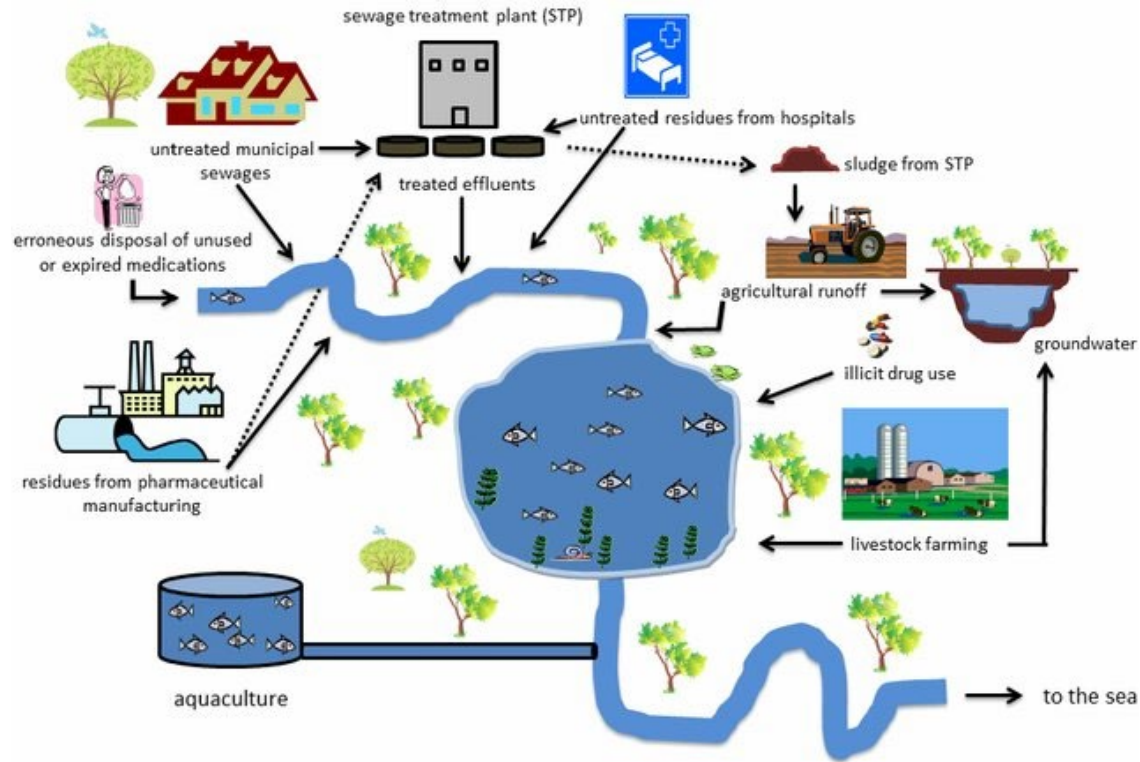 sewage treatment plant (STP)
untreated residues from hospitals
untreated municipal
sewages
sludge from STP
treated effluents
erroneous disposal of unused
or expired medications
agricultural runoff
groundwater
illicit drug use
residues from pharmaceutical
manufacturing
livestock farming
aquaculture
to the sea